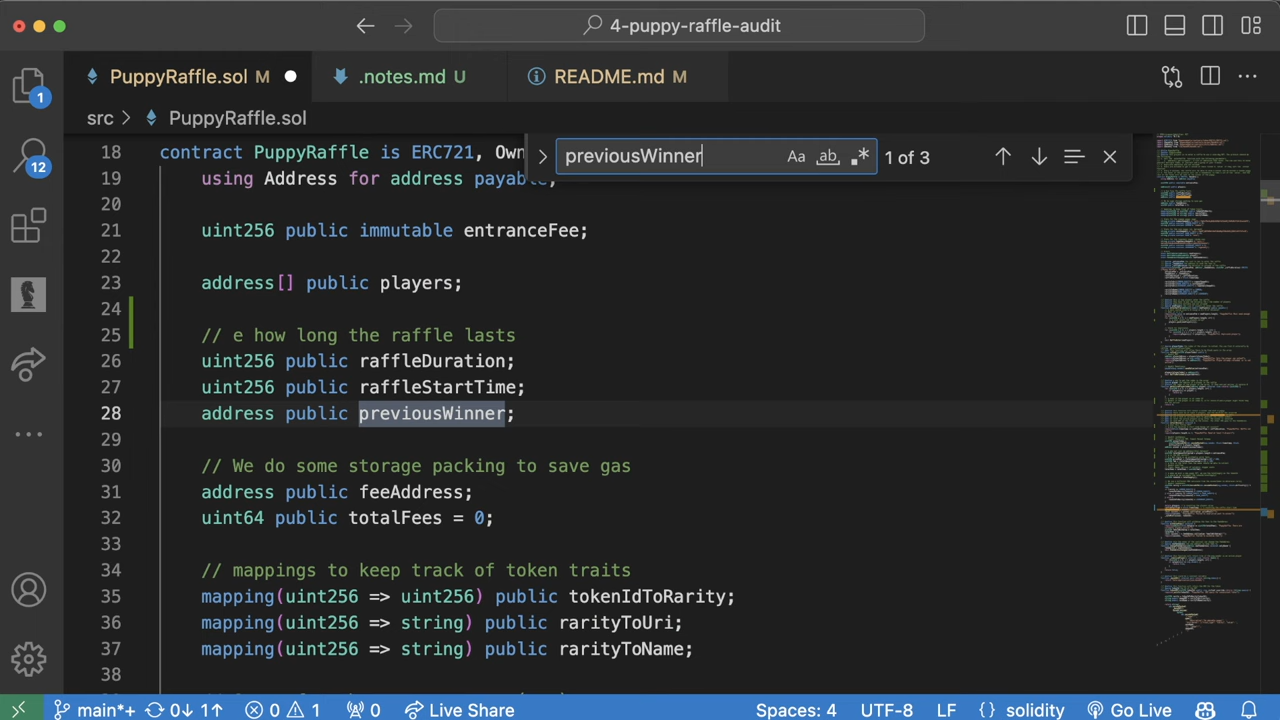 4-puppy-raffle-audit
PuppyRaffle.sol M
.notes.md U
README.md M
1
src > PuppyRaffle.sol
previousWinner
Aa ab .* 1 of 3
12
18 contract PuppyRaffle is ERC72 Own
19 using Address for address payable;
20
21 uint256 public immutable entranceFee;
22
23 address[] public players;
24
25 // e how long the raffle lasts
26 uint256 public raffleDuration;
27 uint256 public raffleStartTime;
28 address public previousWinner;
29
30 // We do some storage packing to save gas
31 address public feeAddress;
32 uint64 public totalFees = 0;
33
34 // mappings to keep track of token traits
35 mapping(uint256 => uint256) public tokenIdToRarity;
36 mapping(uint256 => string) public rarityToUri;
37 mapping(uint256 => string) public rarityToName;
38
main*+ 0↓ 1↑ 0 1 0 Live Share Spaces: 4 UTF-8 LF {} solidity Go Live